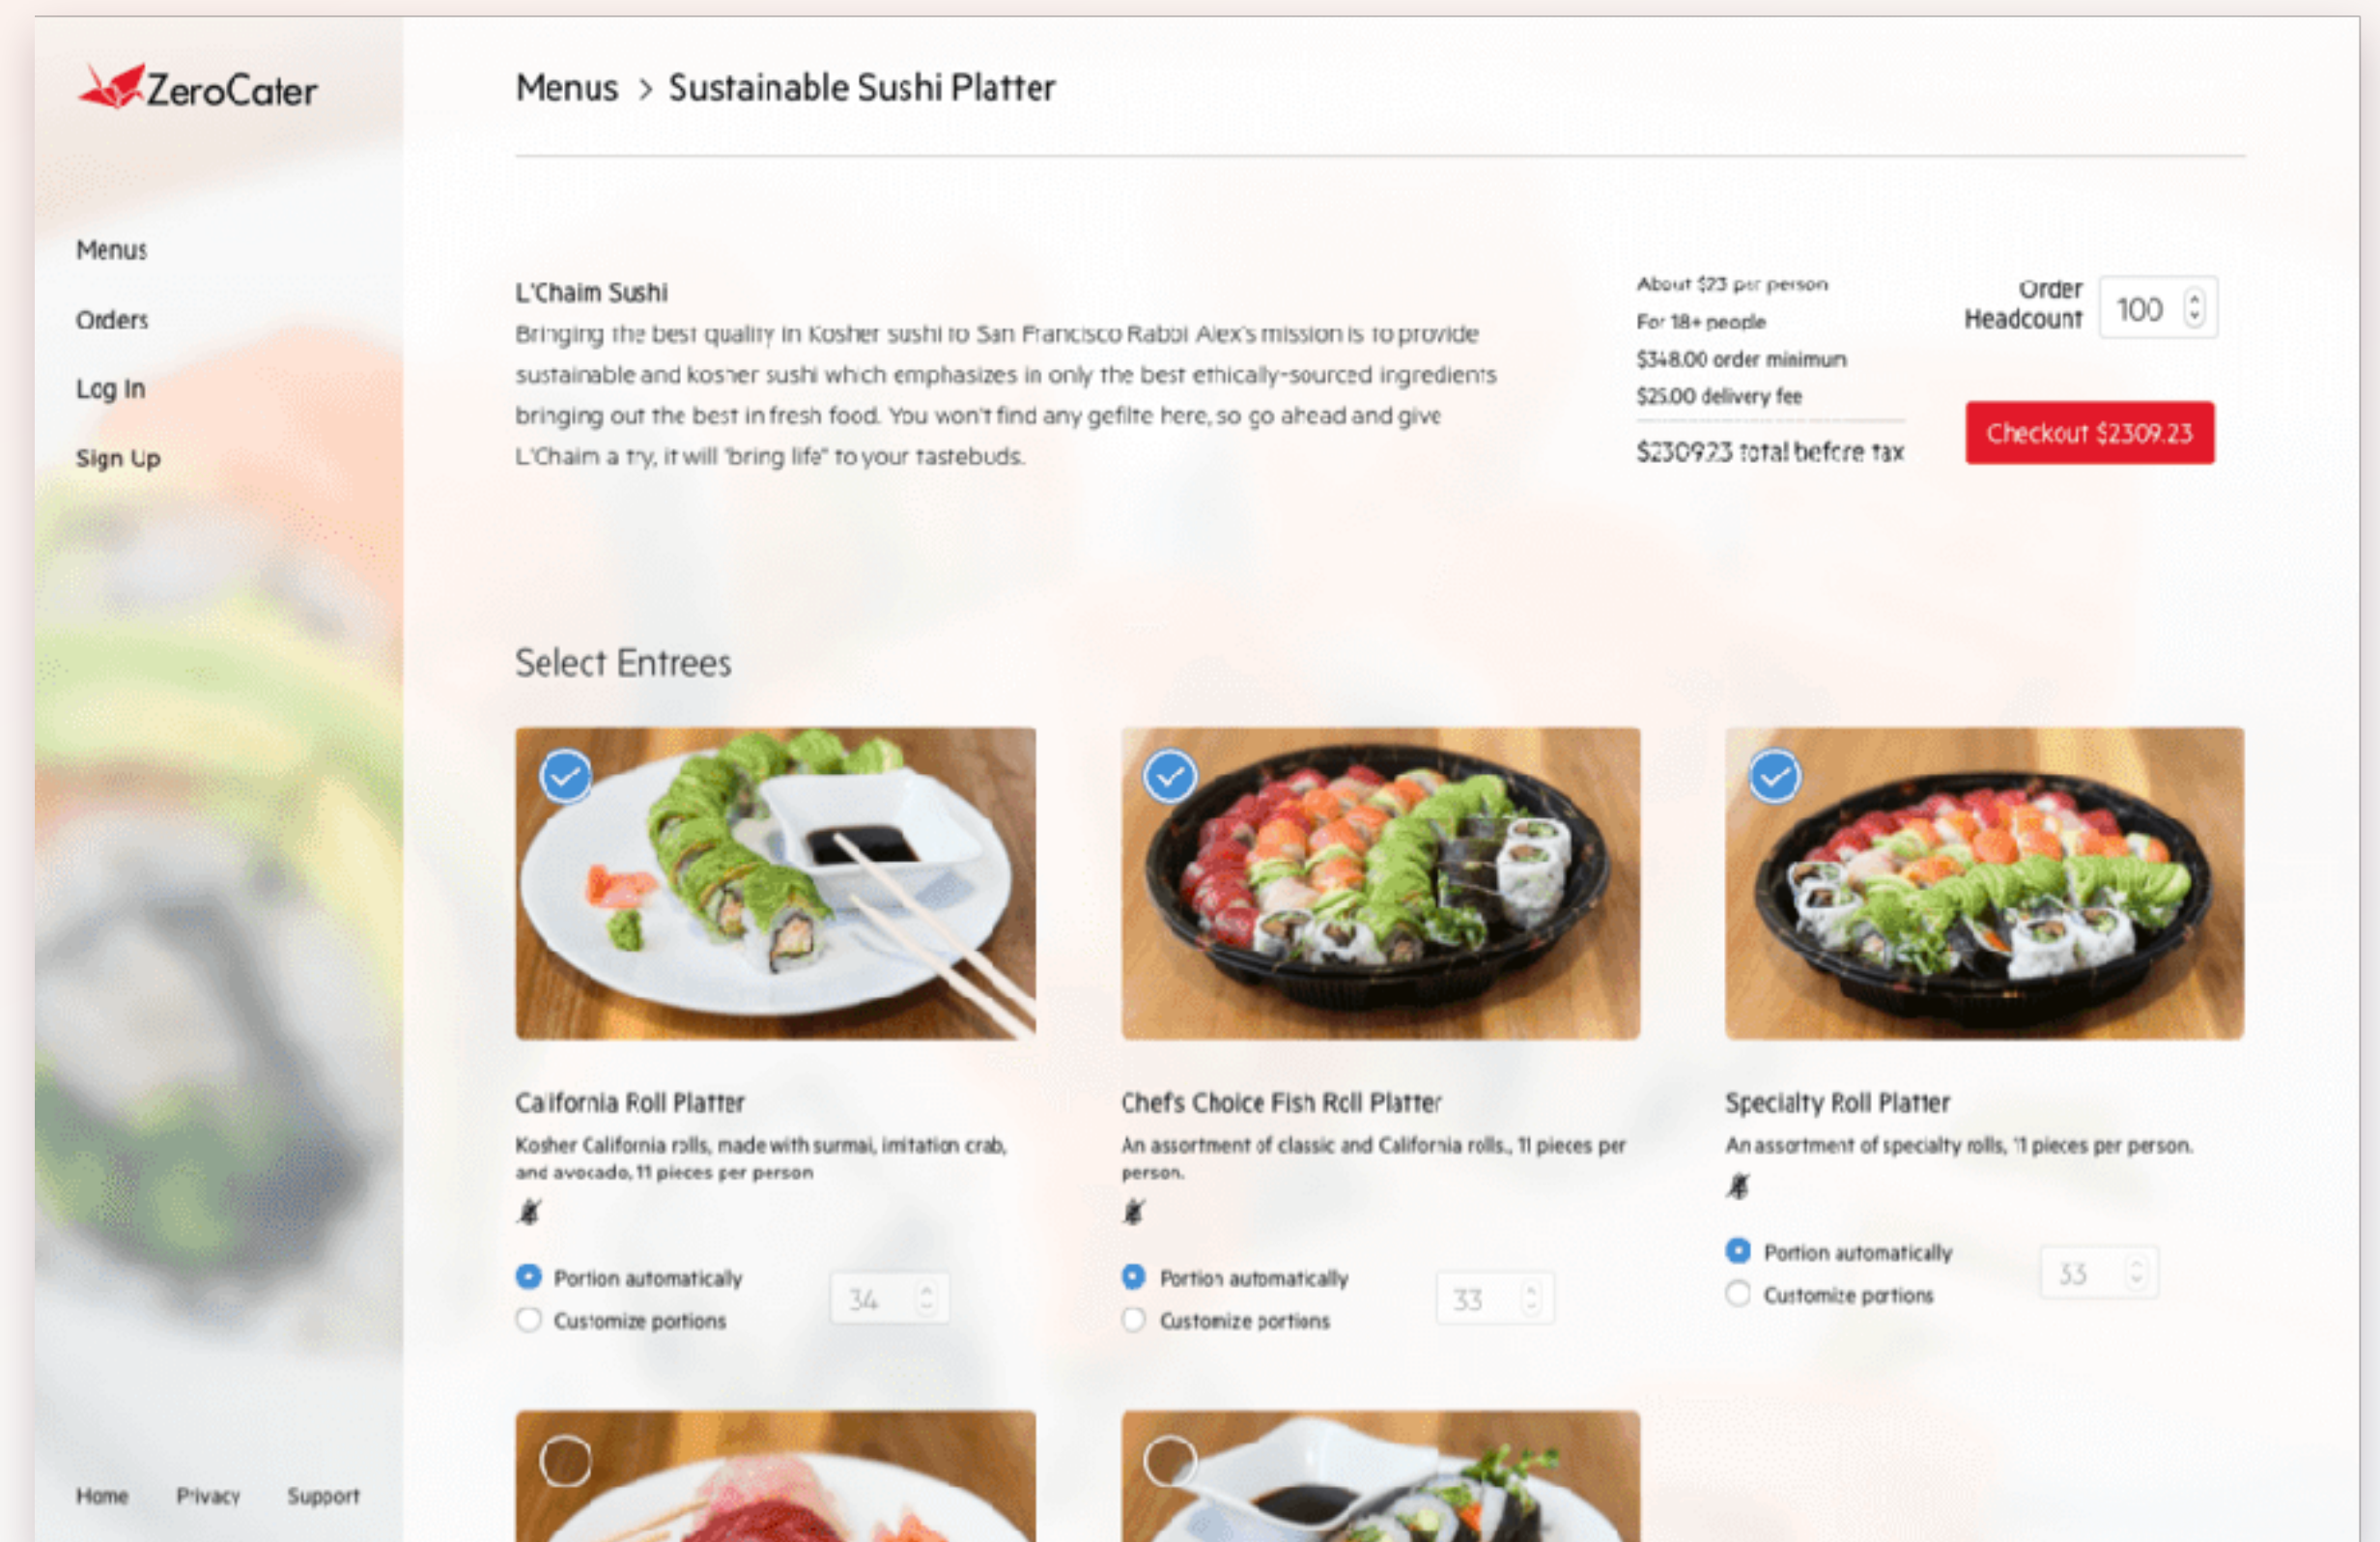 ZeroCater
Menus > Sustainable Sushi Platter
Menus
Orders
Log In
Sign Up
L'Chaim Sushi
Bringing the best quality in Kosher sushi to San Francisco Rabbi Alex's mission is to provide
sustainable and kosher sushi which emphasizes in only the best ethically-sourced ingredients
bringing out the best in fresh food. You won't find any gefilte here, so go ahead and give
L'Chaim a try, it will "bring life" to your tastebuds.
About $23 per person
For 18+ people
$348.00 order minimum
$25.00 delivery fee
$2309.23 total before tax
Order
Headcount
100
Checkout $2309.23
Select Entrees
California Roll Platter
Kosher California rolls, made with surmai, imitation crab,
and avocado, 11 pieces per person
Portion automatically
Customize portions
34
Chef's Choice Fish Roll Platter
An assortment of classic and California rolls., 11 pieces per
person.
Portion automatically
Customize portions
33
Specialty Roll Platter
An assortment of specialty rolls, 11 pieces per person.
Portion automatically
Customize portions
33
Home Privacy Support